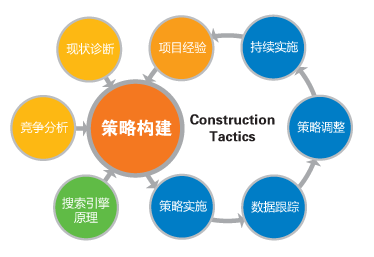 现状诊断
项目经验
持续实施
竞争分析
策略构建
Construction
Tactics
策略调整
搜索引擎
原理
策略实施
数据跟踪